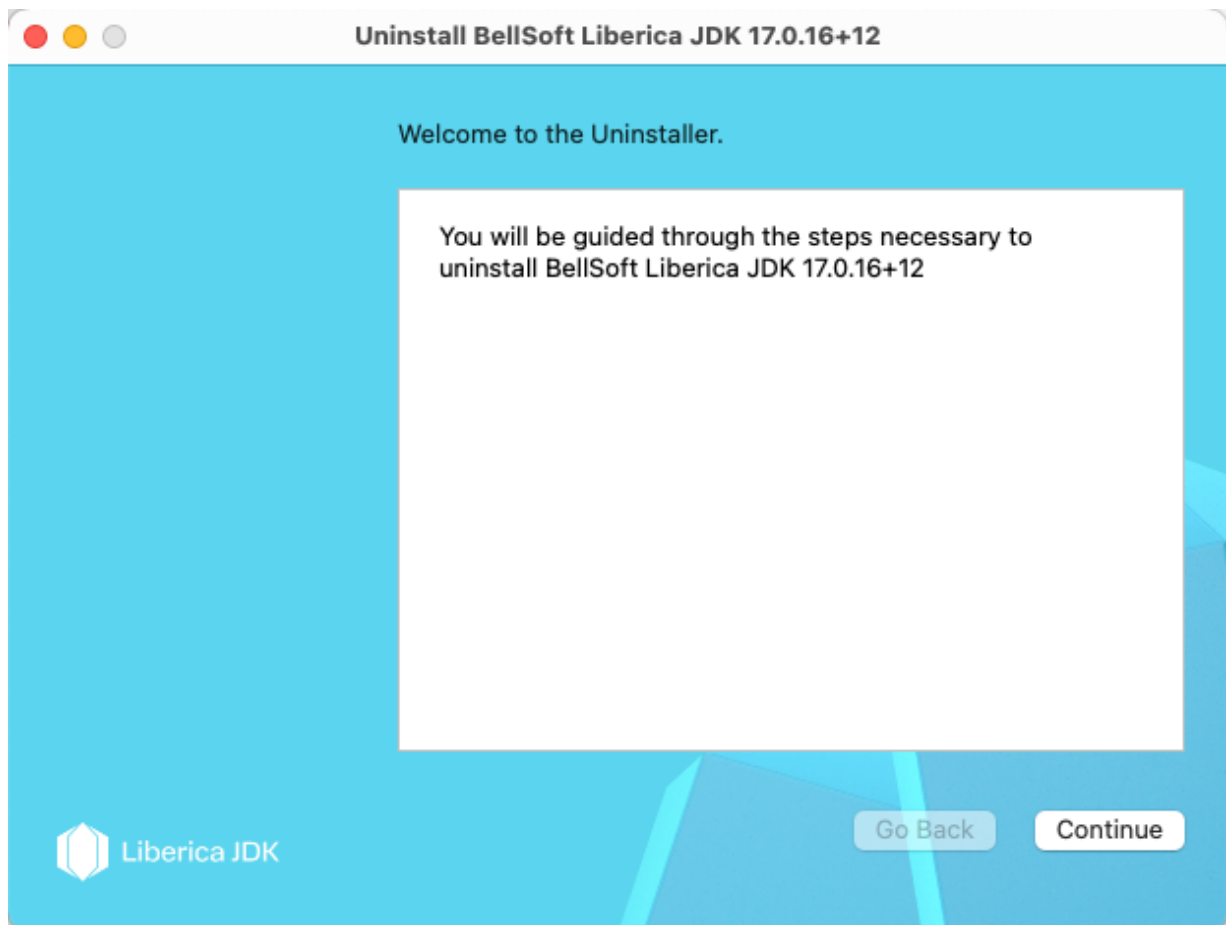 Uninstall BellSoft Liberica JDK 17.0.16+12
Welcome to the Uninstaller.
You will be guided through the steps necessary to
uninstall BellSoft Liberica JDK 17.0.16+12
Go Back
Continue
Liberica JDK